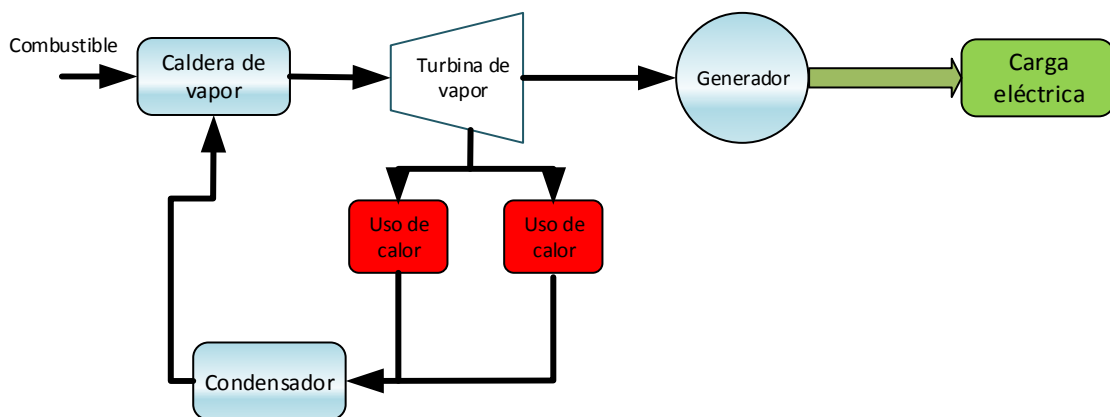 Combustible
Caldera de
vapor
Turbina de
vapor
Generador
Carga
eléctrica
Uso de
calor
Uso de
calor
Condensador